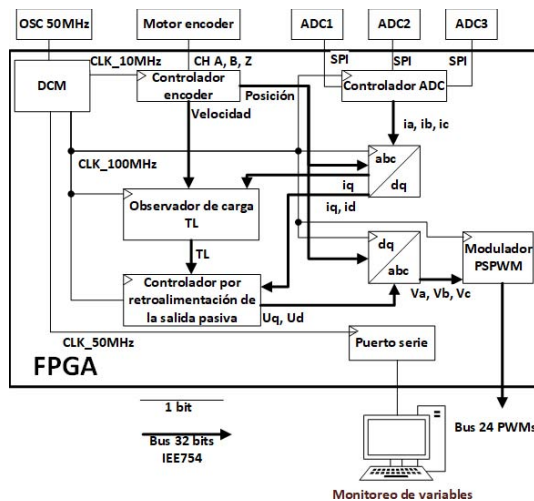 OSC 50MHz
Motor encoder
ADC1
ADC2
ADC3
CLK_10MHz
CH A, B, Z
SPI
SPI
SPI
DCM
Controlador
encoder
Controlador ADC
Velocidad
Posición
ia, ib, ic
CLK_100MHz
abc
dq
iq
iq, id
Observador de carga
TL
TL
dq
abc
Modulador
PSPWM
Controlador por
retroalimentación de
la salida pasiva
Uq, Ud
Va, Vb, Vc
CLK_50MHz
Puerto serie
FPGA
1 bit
Bus 32 bits
IEE754
Bus 24 PWMs
Monitoreo de variables